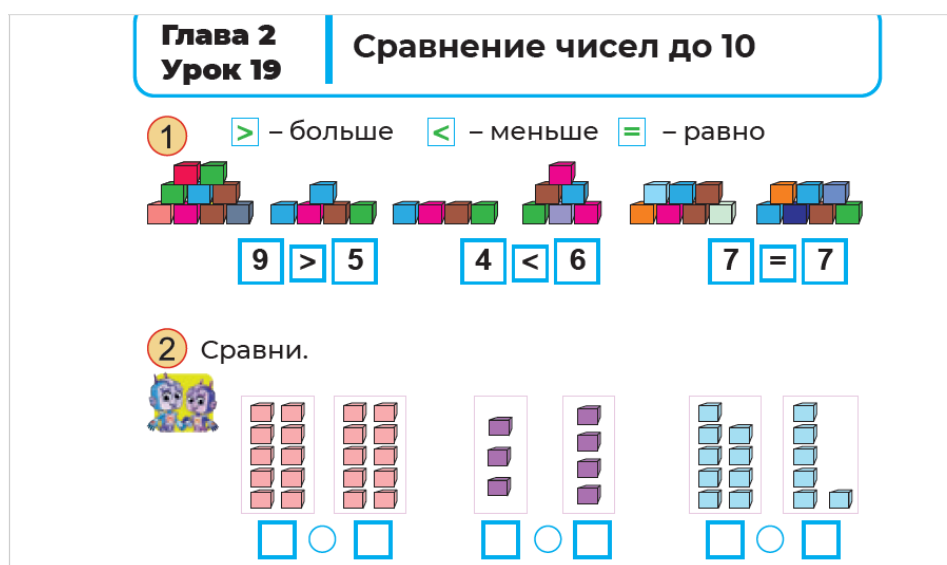 Глава 2
Урок 19
Сравнение чисел до 10
1 > – больше < – меньше = – равно
9 > 5 4 < 6 7 = 7
2 Сравни.